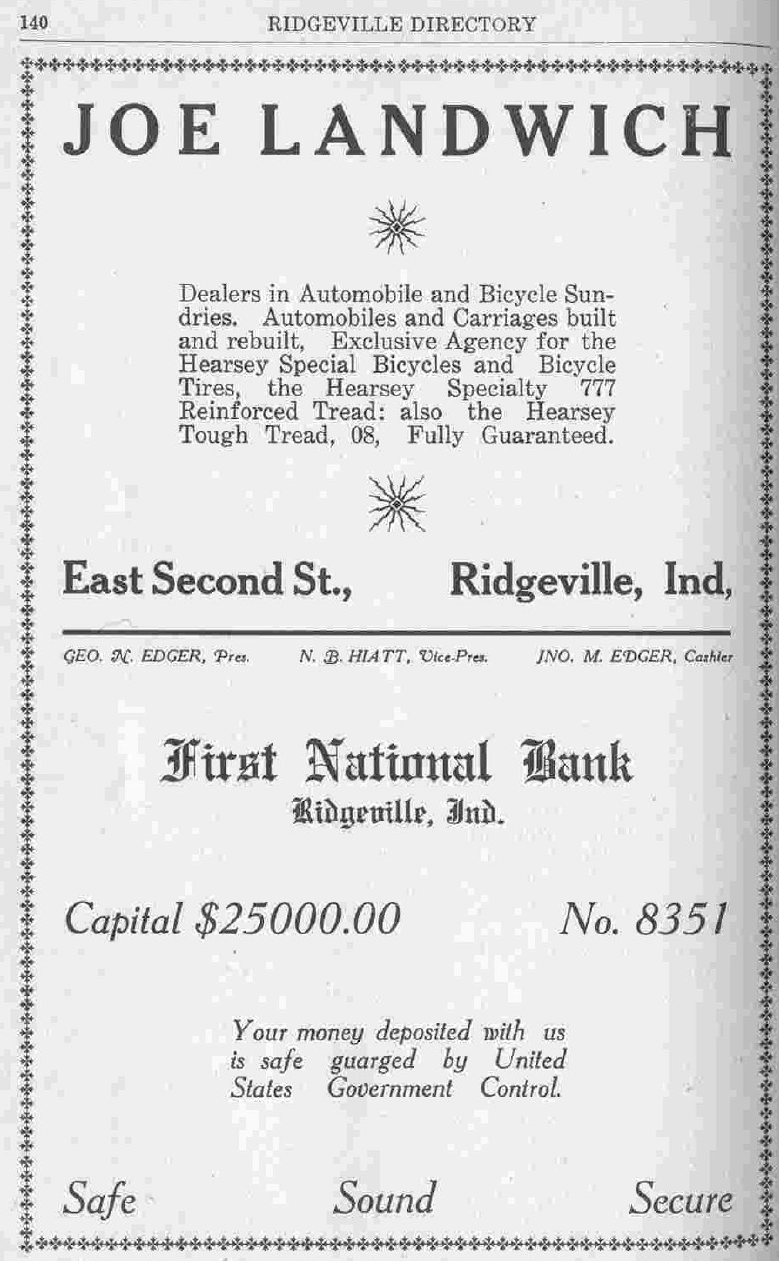 140
RIDGEVILLE DIRECTORY
JOE LANDWICH
Dealers in Automobile and Bicycle Sun-
dries. Automobiles and Carriages built
and rebuilt, Exclusive Agency for the
Hearsey Special Bicycles and Bicycle
Tires, the Hearsey Specialty 777
Reinforced Tread: also the Hearsey
Tough Tread, 08, Fully Guaranteed.
East Second St., Ridgeville, Ind,
GEO. N. EDGER, Pres. N. B. HIATT, Vice-Pres. JNO. M. EDGER, Cashier
First National Bank
Ridgeville, Ind.
Capital $25000.00 No. 8351
Your money deposited with us
is safe guarged by United
States Government Control.
Safe Sound Secure